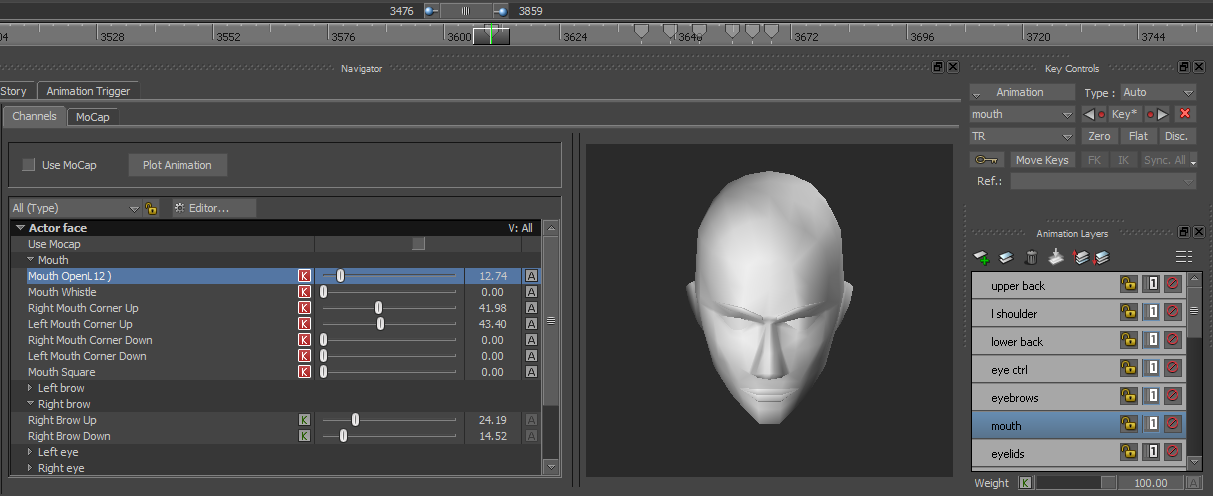 3476 3859
3528 3552 3576 3600 3624 3648 3672 3696 3720 3744
Navigator
Key Controls
Story Animation Trigger
Animation Type : Auto
Channels MoCap
mouth Key*
TR Zero Flat Disc.
Use MoCap Plot Animation
Move Keys FK IK Sync. All
Ref.:
All (Type) Editor...
Actor face V: All
Use Mocap
Mouth
Mouth OpenL12 ) K 12.74 A
Mouth Whistle K 0.00 A
Right Mouth Corner Up K 41.98 A
Left Mouth Corner Up K 43.40 A
Right Mouth Corner Down K 0.00 A
Left Mouth Corner Down K 0.00 A
Mouth Square K 0.00 A
Left brow
Right brow
Right Brow Up K 24.19 A
Right Brow Down K 14.52 A
Left eye
Right eye
Animation Layers
upper back 1
l shoulder 1
lower back 1
eye ctrl 1
eyebrows 1
mouth 1
eyelids 1
Weight K 100.00 A